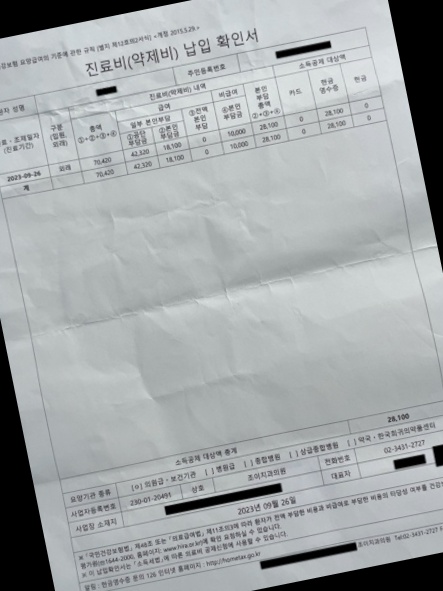 건강보험 요양급여의 기준에 관한 규칙 [별지 제12호의2서식] <개정 2015.5.29.>
진료비(약제비) 납입 확인서
환자 성명 주민등록번호
진료·조제일자 (진료기간) 구분 (입원, 외래) 진료비(약제비) 내역 소득공제 대상액
총액 ①+②+③+④ 급여 비급여 본인 부담 총액 ②+③+④ 카드 현금 영수증 현금
일부 본인부담 ③전액 본인 부담 ④본인 부담금
①공단 부담금 ②본인 부담금
2023-09-26 외래 70,420 42,320 18,100 0 10,000 28,100 0 28,100 0
계 70,420 42,320 18,100 0 10,000 28,100 0 28,100 0
소득공제 대상액 총계 28,100
요양기관 종류 [o] 의원급·보건기관 [ ] 병원급 [ ] 종합병원 [ ] 상급종합병원 [ ] 약국·한국희귀의약품센터
사업자등록번호 230-01-20491 상호 조이치과의원 전화번호 02-3431-2727
사업장 소재지 대표자
2023년 09월 26일
※「국민건강보험법」제48조 또는「의료급여법」제11조의3에 따라 환자가 전액 부담한 비용과 비급여로 부담한 비용의 타당성 여부를 건강
평가원(☎1644-2000, 홈페이지: www.hira.or.kr)에 확인 요청하실 수 있습니다.
※ 이 납입확인서는「소득세법」에 따른 의료비 공제신청에 사용할 수 있습니다.
알림 : 현금영수증 문의 126 인터넷 홈페이지 : http://hometax.go.kr
조이치과의원 Tel:02-3431-2727